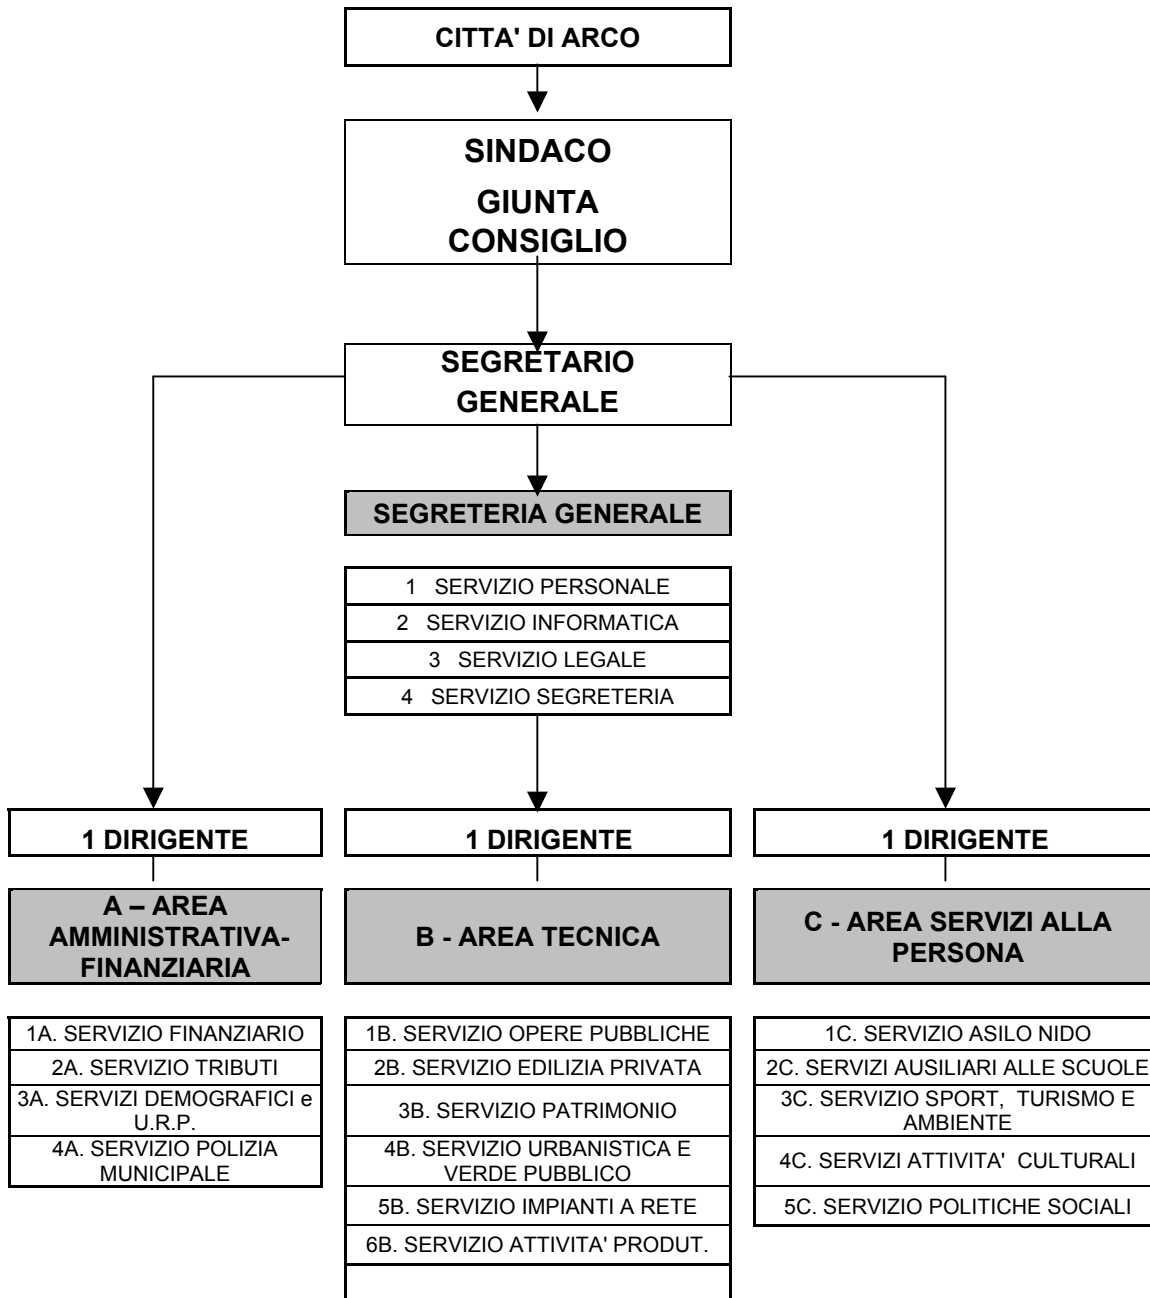 CITTA' DI ARCO
SINDACO
GIUNTA
CONSIGLIO
SEGRETARIO
GENERALE
SEGRETERIA GENERALE
1 SERVIZIO PERSONALE
2 SERVIZIO INFORMATICA
3 SERVIZIO LEGALE
4 SERVIZIO SEGRETERIA
1 DIRIGENTE
A – AREA
AMMINISTRATIVA-
FINANZIARIA
1A. SERVIZIO FINANZIARIO
2A. SERVIZIO TRIBUTI
3A. SERVIZI DEMOGRAFICI e
U.R.P.
4A. SERVIZIO POLIZIA
MUNICIPALE
1 DIRIGENTE
B - AREA TECNICA
1B. SERVIZIO OPERE PUBBLICHE
2B. SERVIZIO EDILIZIA PRIVATA
3B. SERVIZIO PATRIMONIO
4B. SERVIZIO URBANISTICA E
VERDE PUBBLICO
5B. SERVIZIO IMPIANTI A RETE
6B. SERVIZIO ATTIVITA' PRODUT.
1 DIRIGENTE
C - AREA SERVIZI ALLA
PERSONA
1C. SERVIZIO ASILO NIDO
2C. SERVIZI AUSILIARI ALLE SCUOLE
3C. SERVIZIO SPORT, TURISMO E
AMBIENTE
4C. SERVIZI ATTIVITA' CULTURALI
5C. SERVIZIO POLITICHE SOCIALI